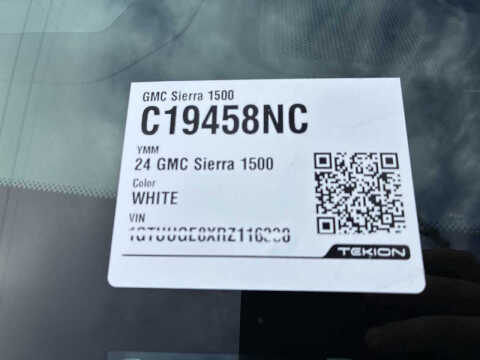 GMC Sierra 1500
C19458NC
YMM
24 GMC Sierra 1500
Color
WHITE
VIN
TEKION